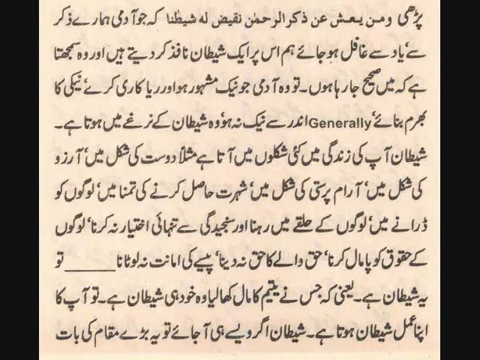 پڑھی ومن یعش عن ذکر الرحمٰن نقیض لہ شیطٰنا کہ جو آدمی ہمارے ذکر
سے' یاد سے غافل ہو جائے ہم اس پر ایک شیطان نافذ کر دیتے ہیں اور وہ سمجھتا
ہے کہ میں صحیح جا رہا ہوں۔ تو وہ آدمی جو نیک مشہور ہو اور ریا کاری کرے' نیکی کا
بھرم بنائے' Generally اندر سے نیک نہ ہو' وہ شیطان کے نرغے میں ہوتا ہے۔
شیطان آپ کی زندگی میں کئی شکلوں میں آتا ہے مثلاً دوست کی شکل میں' آرزو
کی شکل میں' آرام پرستی کی شکل میں' شہرت حاصل کرنے کی تمنا میں' لوگوں کو
ڈرانے میں' لوگوں کے حلقے میں رہنا اور سنجیدگی سے تنہائی اختیار نہ کرنا' لوگوں
کے حقوق کو پامال کرنا' حق والے کا حق نہ دینا' پیسے کی امانت نہ لوٹانا ______ تو
یہ شیطان ہے۔ یعنی کہ جس نے یتیم کا مال کھا لیا وہ خود ہی شیطان ہے۔ تو آپ کا
اپنا عمل شیطان ہوتا ہے۔ شیطان اگر ویسے ہی آ جائے تو یہ بڑے مقام کی بات